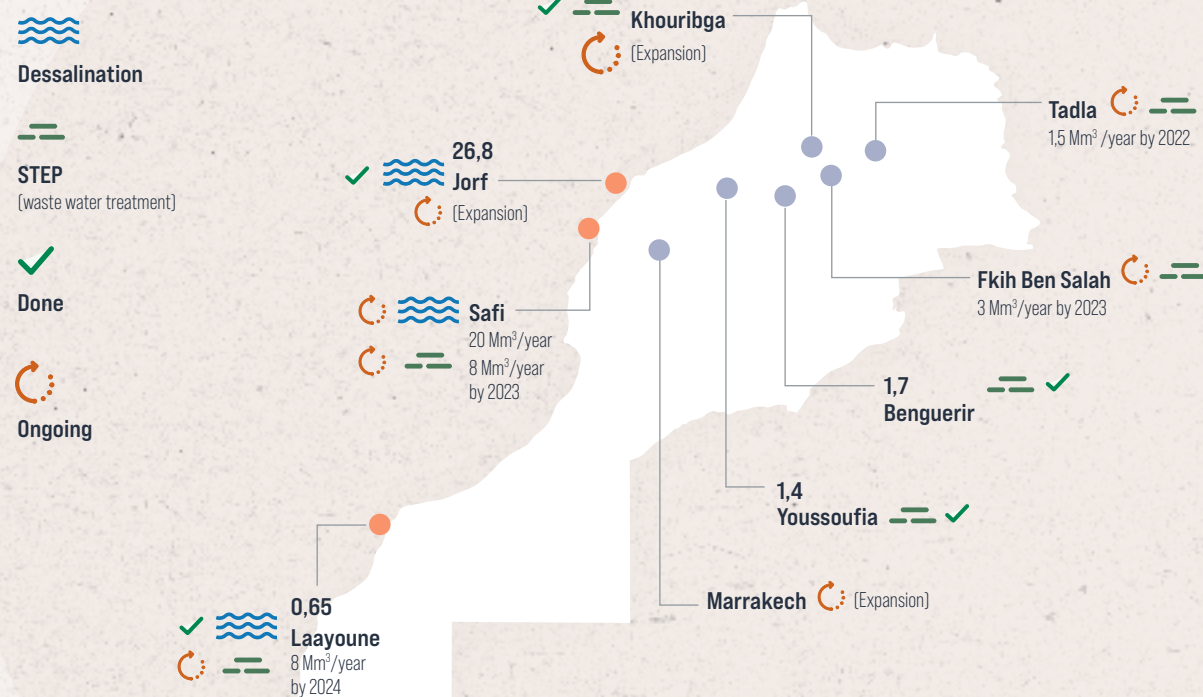 Dessalination
STEP
(waste water treatment)
Done
Ongoing
Khouribga
(Expansion)
Tadla
1,5 Mm³ /year by 2022
26,8
Jorf
(Expansion)
Safi
20 Mm³/year
8 Mm³/year
by 2023
Fkih Ben Salah
3 Mm³/year by 2023
1,7
Benguerir
1,4
Youssoufia
Marrakech
(Expansion)
0,65
Laayoune
8 Mm³/year
by 2024